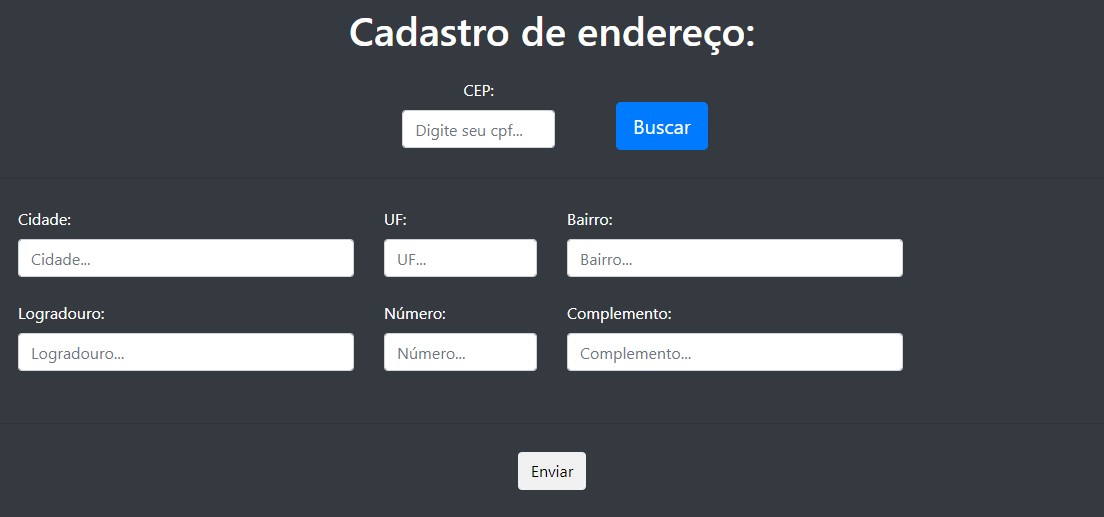 Cadastro de endereço:
CEP:
Digite seu cpf...
Buscar
Cidade: UF: Bairro:
Cidade... UF... Bairro...
Logradouro: Número: Complemento:
Logradouro... Número... Complemento...
Enviar